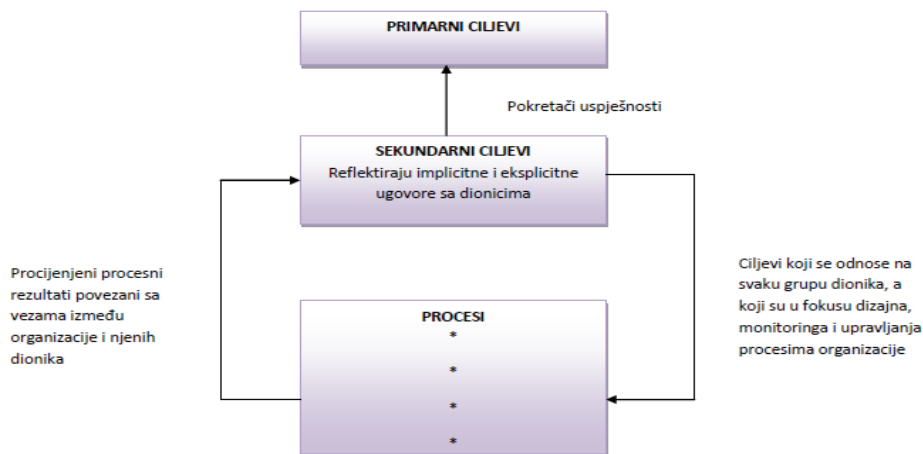 PRIMARNI CILJEVI
Pokretači uspješnosti
SEKUNDARNI CILJEVI
Reflektiraju implicitne i eksplicitne
ugovore sa dionicima
Procijenjeni procesni
rezultati povezani sa
vezama između
organizacije i njenih
dionika
Ciljevi koji se odnose na
svaku grupu dionika, a
koji su u fokusu dizajna,
monitoringa i upravljanja
procesima organizacije
PROCESI
*
*
*
*